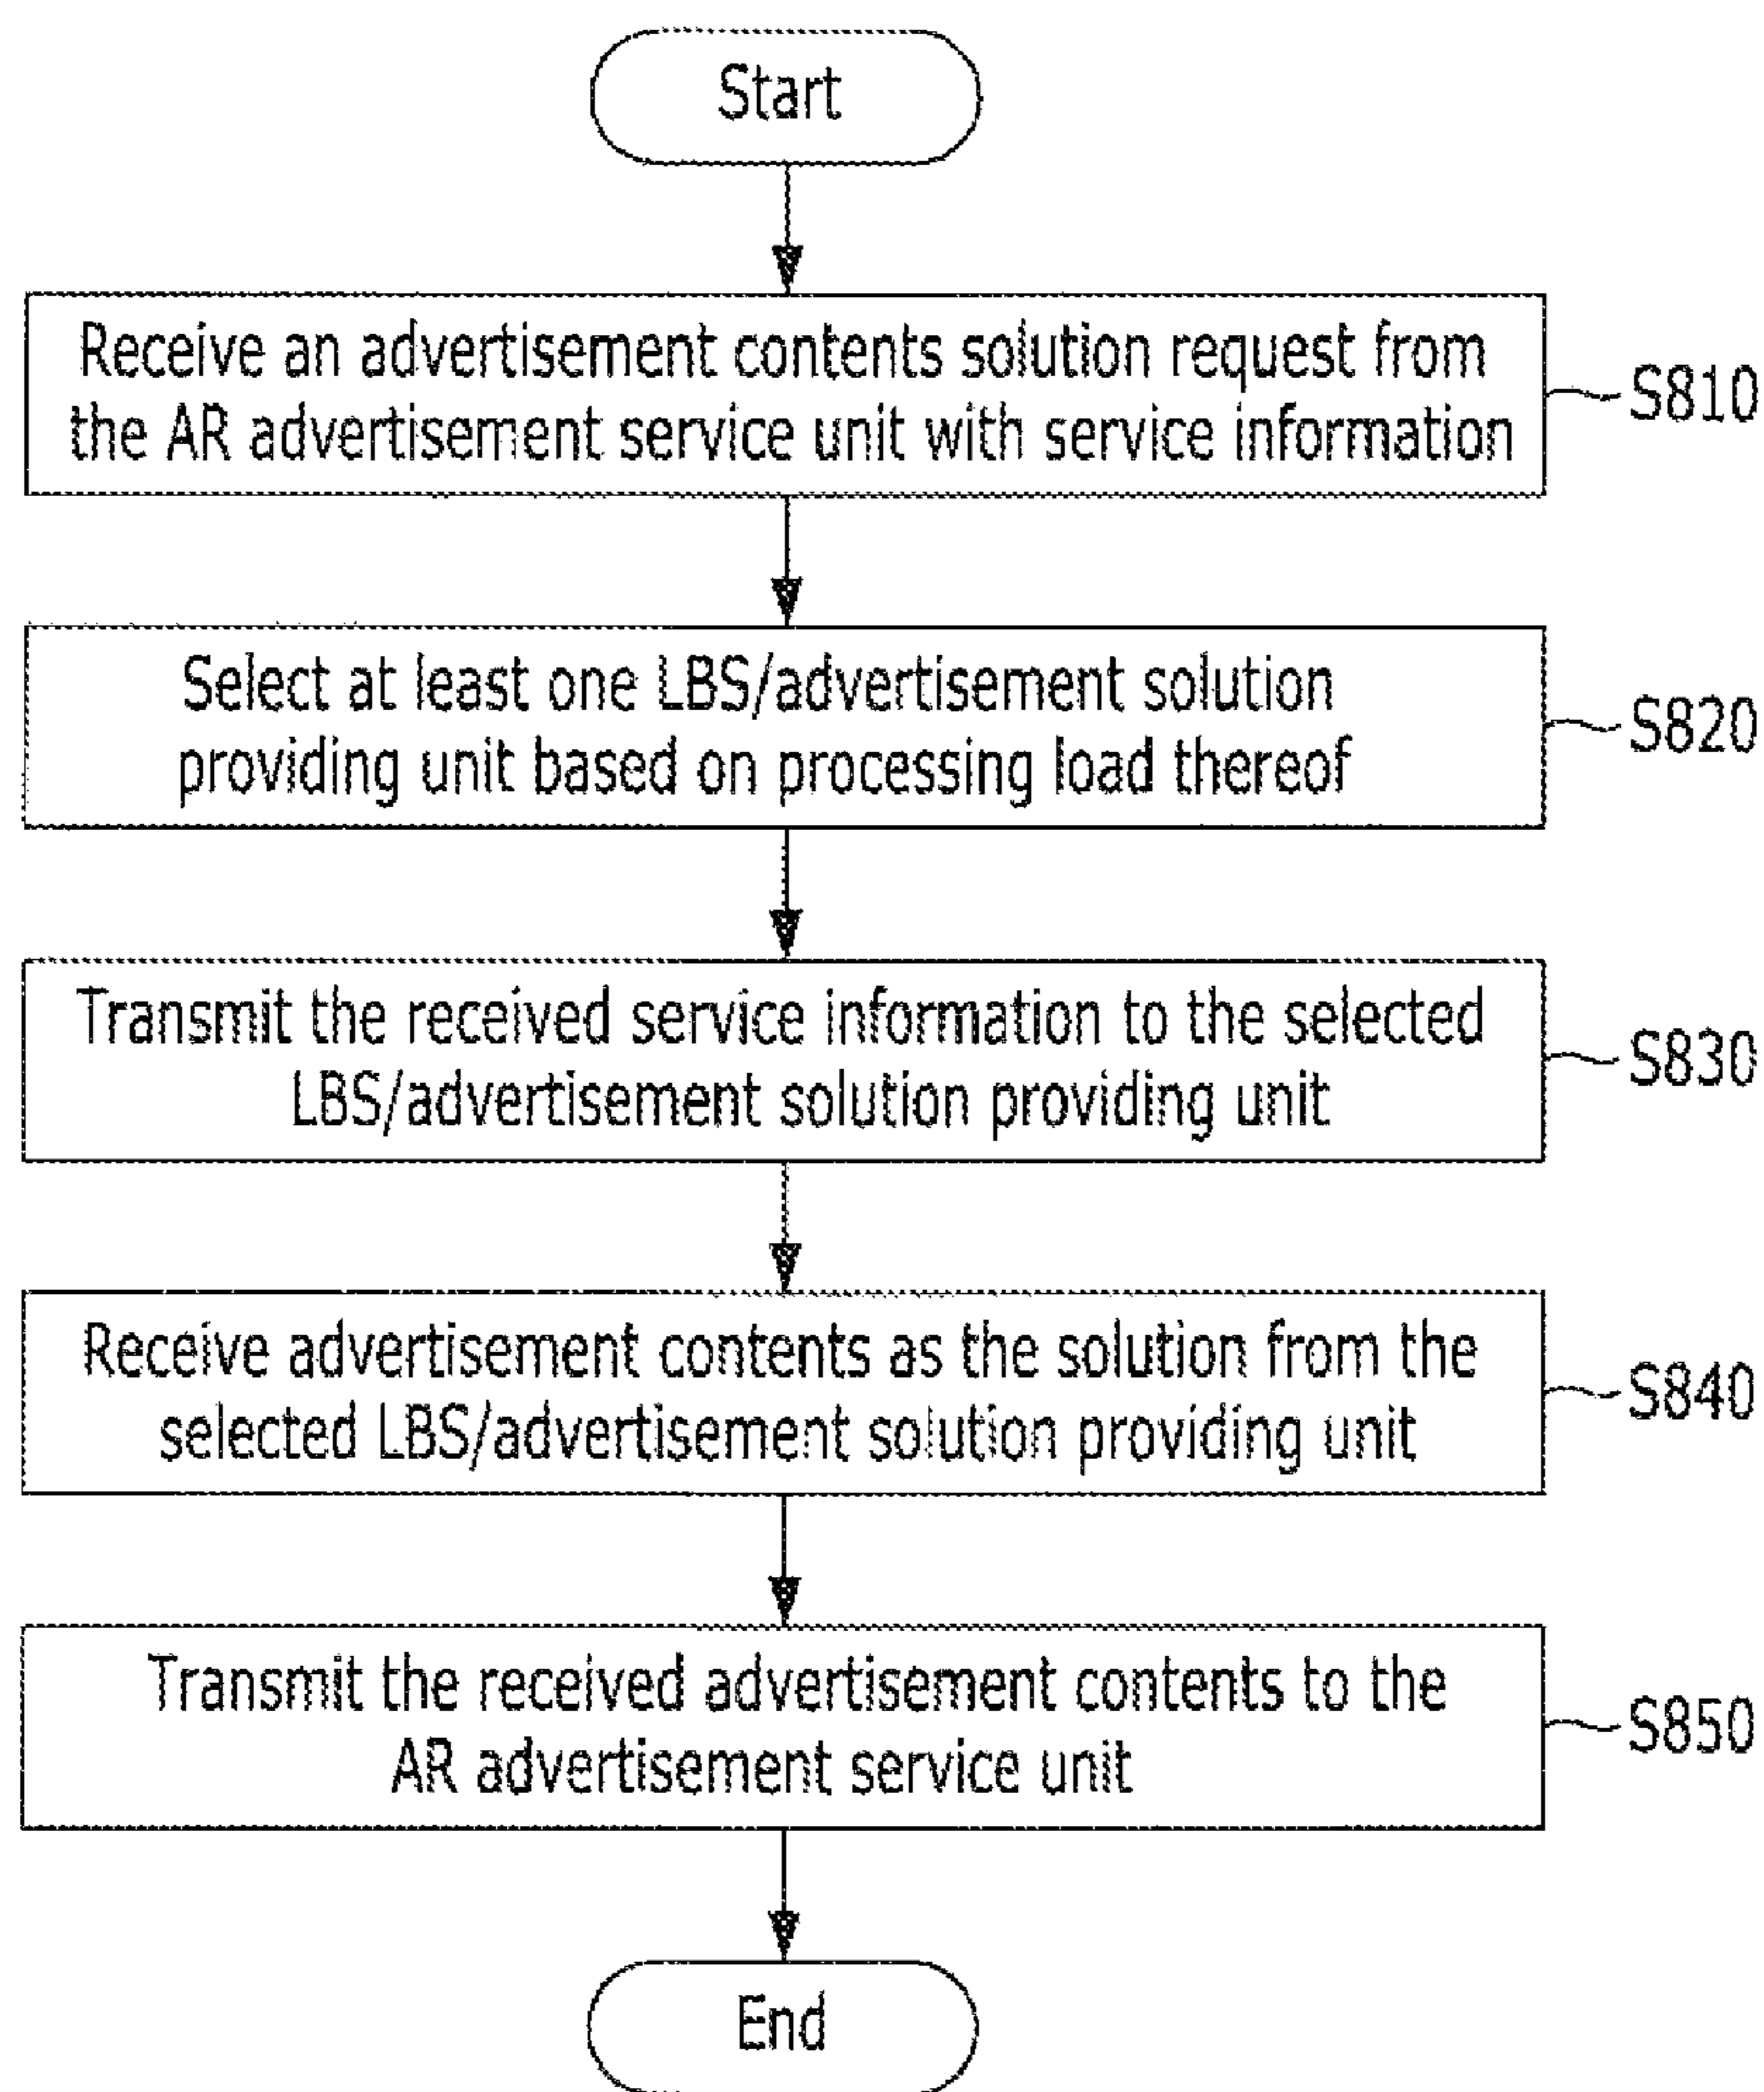 Start
Receive an advertisement contents solution request from
the AR advertisement service unit with service information
S810
Select at least one LBS/advertisement solution
providing unit based on processing load thereof
S820
Transmit the received service information to the selected
LBS/advertisement solution providing unit
S830
Receive advertisement contents as the solution from the
selected LBS/advertisement solution providing unit
S840
Transmit the received advertisement contents to the
AR advertisement service unit
S850
End